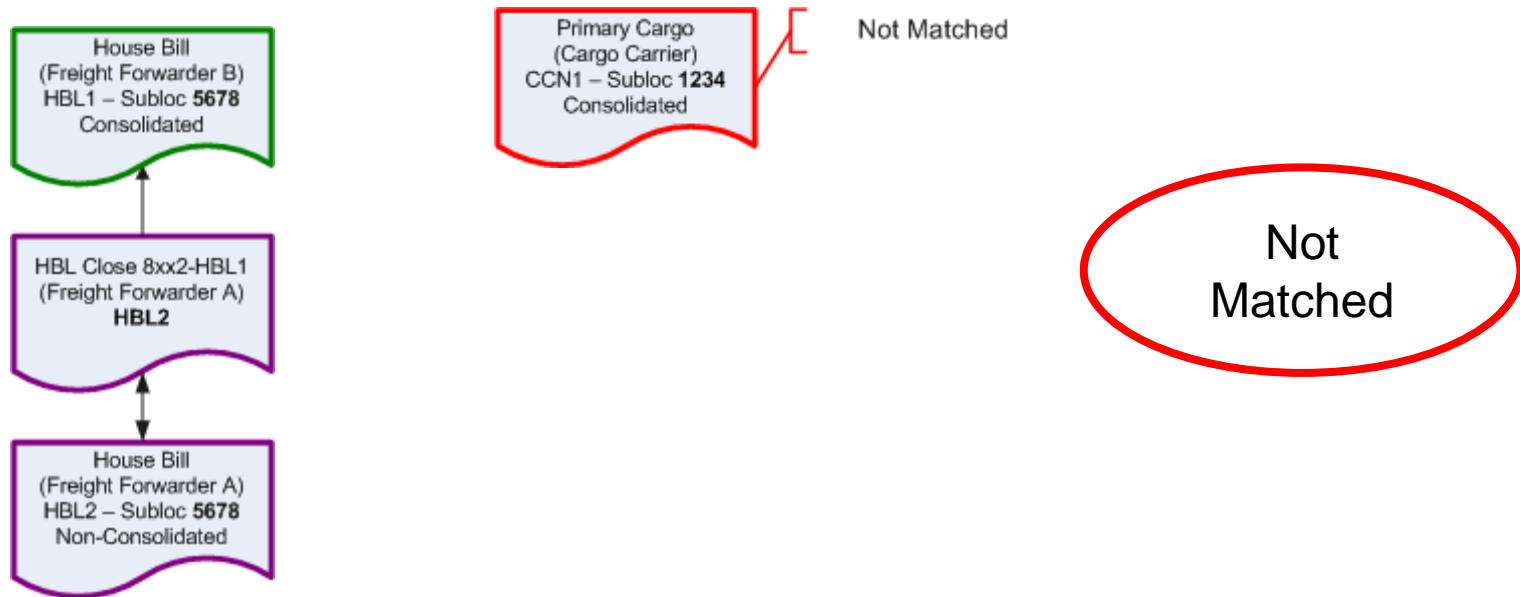 House Bill
(Freight Forwarder B)
HBL1 – Subloc 5678
Consolidated
Primary Cargo
(Cargo Carrier)
CCN1 – Subloc 1234
Consolidated
Not Matched
HBL Close 8xx2-HBL1
(Freight Forwarder A)
HBL2
Not
Matched
House Bill
(Freight Forwarder A)
HBL2 – Subloc 5678
Non-Consolidated